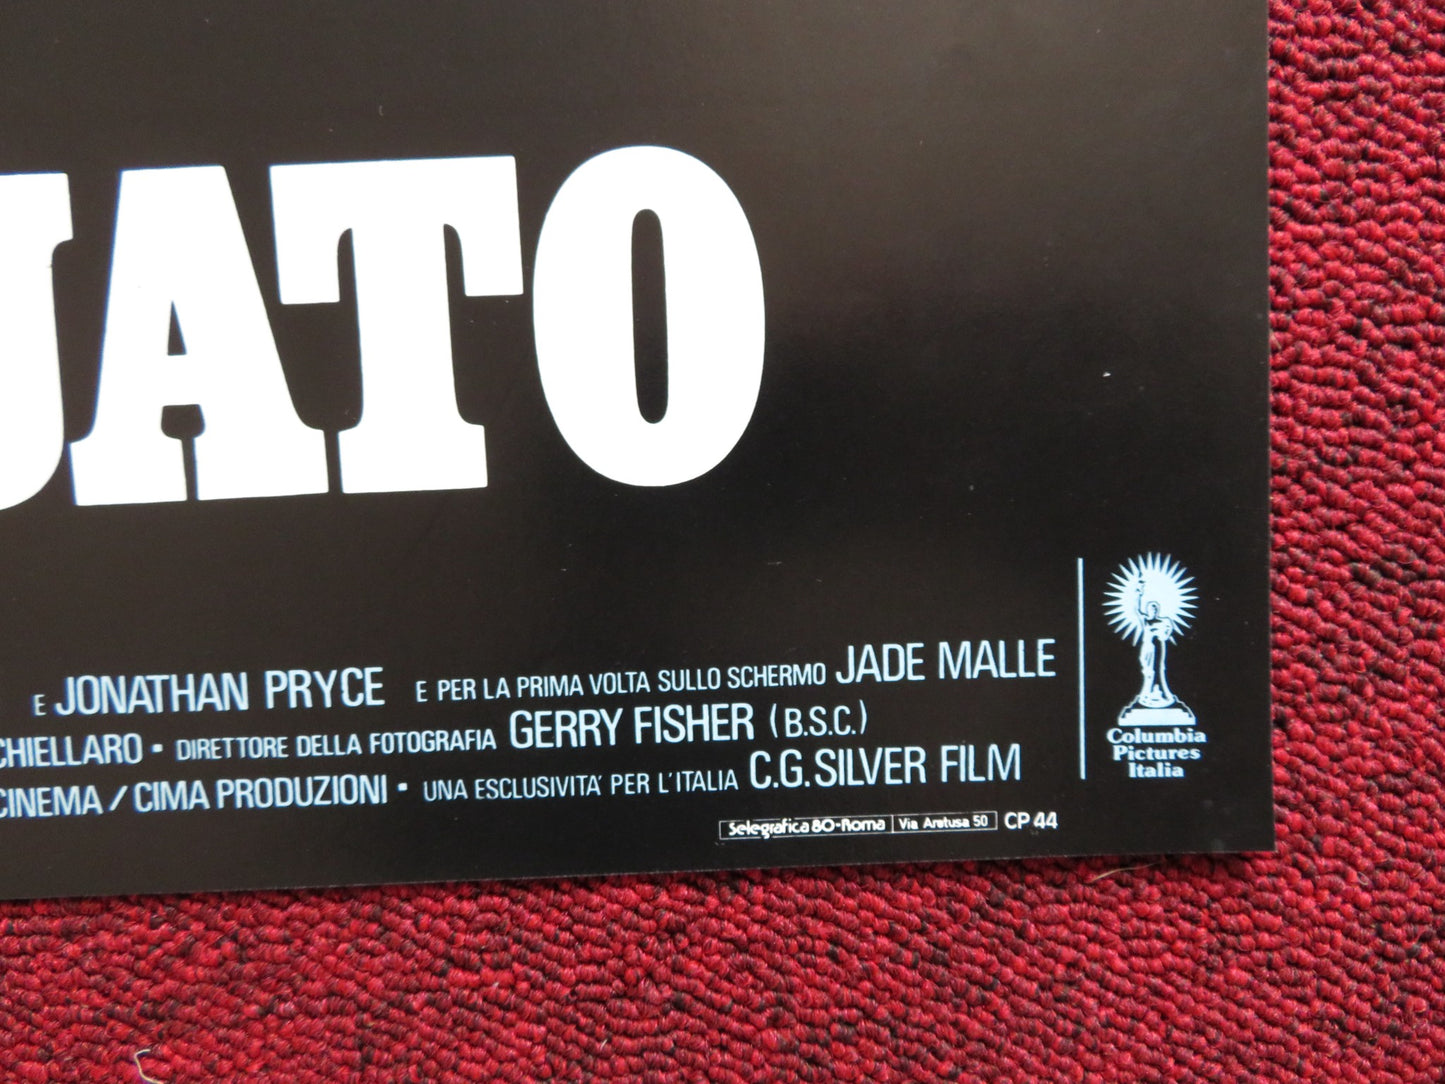 UATO
E JONATHAN PRYCE E PER LA PRIMA VOLTA SULLO SCHERMO JADE MALLE
CHIELLARO • DIRETTORE DELLA FOTOGRAFIA GERRY FISHER (B.S.C.)
CINEMA / CIMA PRODUZIONI • UNA ESCLUSIVITA' PER L'ITALIA C.G. SILVER FILM
Columbia
Pictures
Italia
Selegrafica 80-Roma | Via Aretusa 50 CP 44